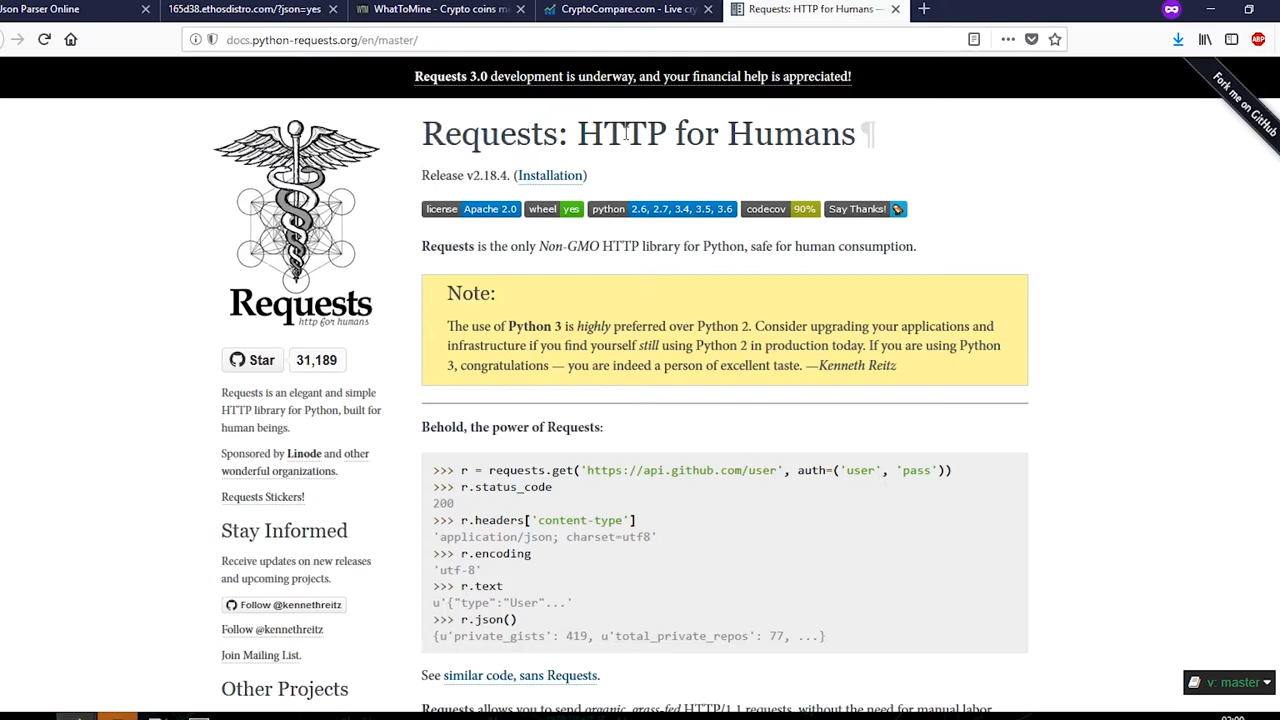 Json Parser Online
165d38.ethosdistro.com/?json=yes
WhatToMine - Crypto coins m
CryptoCompare.com - Live cry
Requests: HTTP for Humans —
docs.python-requests.org/en/master/
ABP
Requests 3.0 development is underway, and your financial help is appreciated!
Fork me on GitHub
Requests: HTTP for Humans ¶
Release v2.18.4. (Installation)
license Apache 2.0 wheel yes python 2.6, 2.7, 3.4, 3.5, 3.6 codecov 90% Say Thanks!
Requests is the only Non-GMO HTTP library for Python, safe for human consumption.
Note:
The use of Python 3 is highly preferred over Python 2. Consider upgrading your applications and
infrastructure if you find yourself still using Python 2 in production today. If you are using Python
3, congratulations — you are indeed a person of excellent taste. —Kenneth Reitz
Behold, the power of Requests:
>>> r = requests.get('https://api.github.com/user', auth=('user', 'pass'))
>>> r.status_code
200
>>> r.headers['content-type']
'application/json; charset=utf8'
>>> r.encoding
'utf-8'
>>> r.text
u'{"type":"User"...'
>>> r.json()
{u'private_gists': 419, u'total_private_repos': 77, ...}
See similar code, sans Requests.
Requests allows you to send organic, grass-fed HTTP/1.1 requests, without the need for manual labor.
Requests
http for humans
Star 31,189
Requests is an elegant and simple
HTTP library for Python, built for
human beings.
Sponsored by Linode and other
wonderful organizations.
Requests Stickers!
Stay Informed
Receive updates on new releases
and upcoming projects.
Follow @kennethreitz
Follow @kennethreitz
Join Mailing List.
Other Projects
v: master